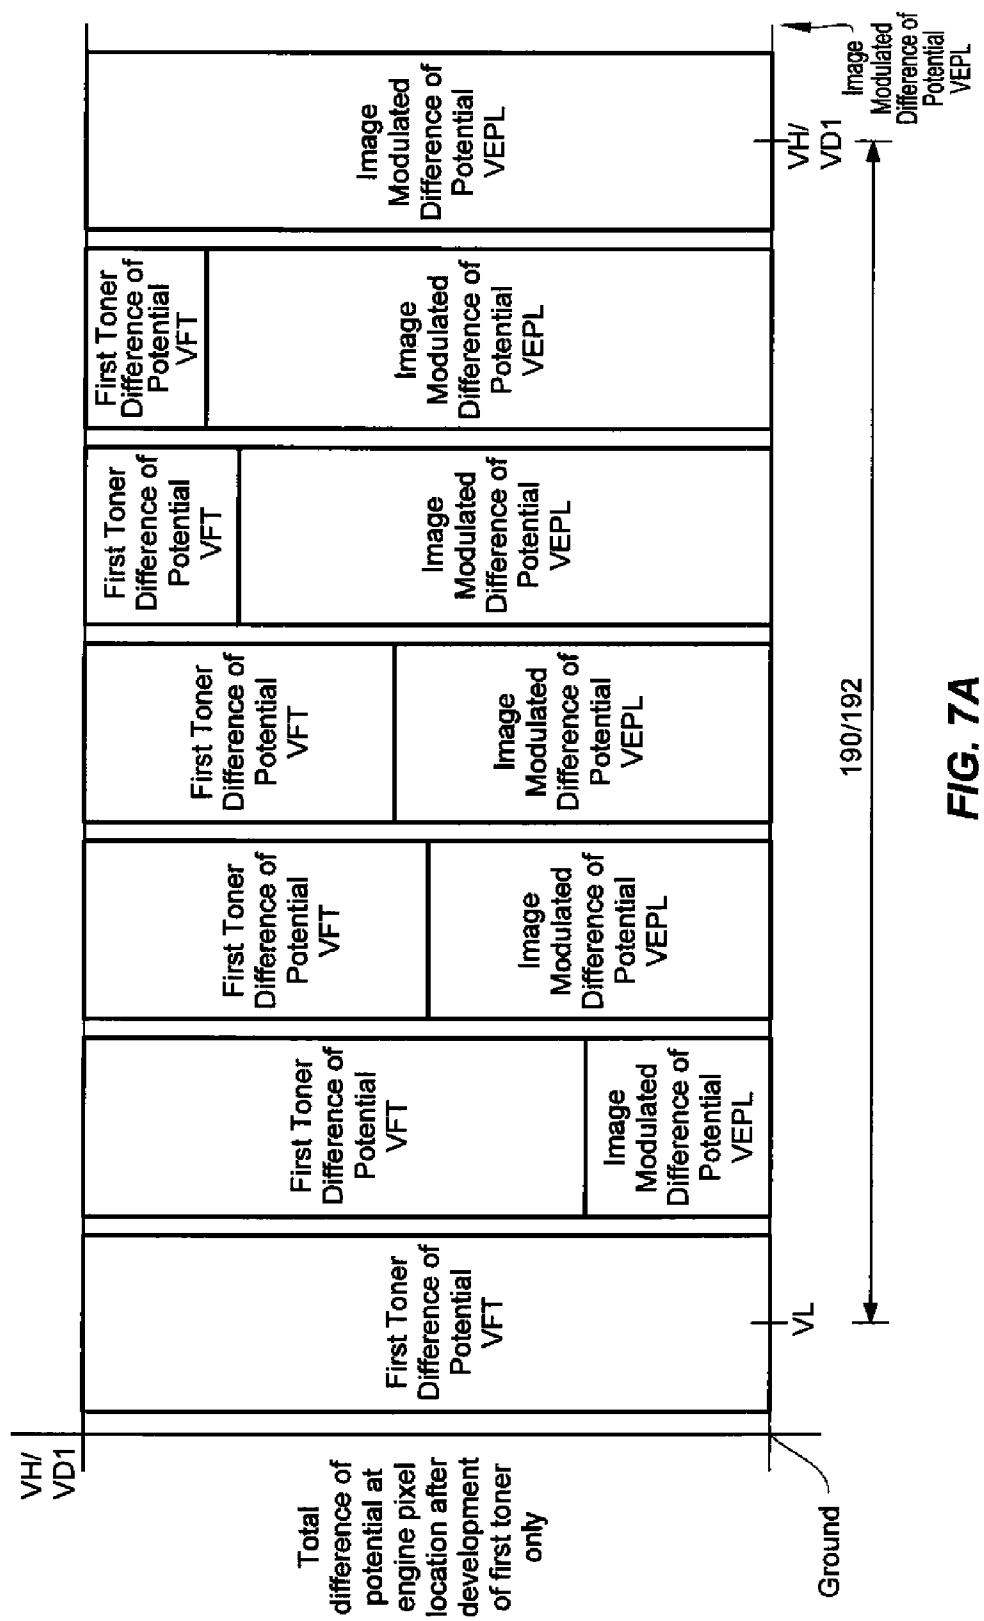 VH/
VD1
Total
difference of
potential at
engine pixel
location after
development
of first toner
only
Ground
First Toner
Difference of
Potential
VFT
First Toner
Difference of
Potential
VFT
Image
Modulated
Difference of
Potential
VEPL
First Toner
Difference of
Potential
VFT
Image
Modulated
Difference of
Potential
VEPL
First Toner
Difference of
Potential
VFT
Image
Modulated
Difference of
Potential
VEPL
First Toner
Difference of
Potential
VFT
Image
Modulated
Difference of
Potential
VEPL
First Toner
Difference of
Potential
VFT
Image
Modulated
Difference of
Potential
VEPL
Image
Modulated
Difference of
Potential
VEPL
VL
VH/
VD1
Image
Modulated
Difference of
Potential
VEPL
190/192
FIG. 7A